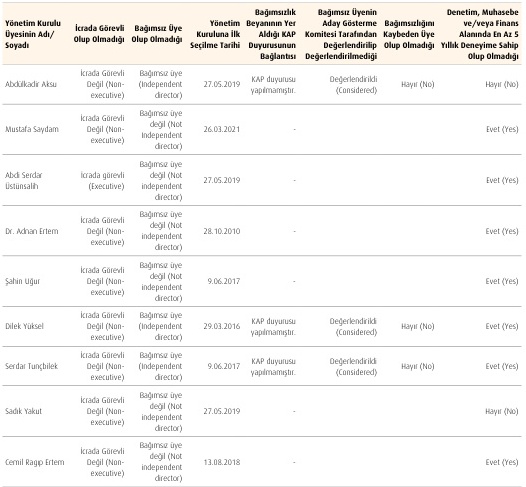 Yönetim Kurulu Üyesinin Adı/ Soyadı | İcrada Görevli Olup Olmadığı | Bağımsız Üye Olup Olmadığı | Yönetim Kuruluna İlk Seçilme Tarihi | Bağımsızlık Beyanının Yer Aldığı KAP Duyurusunun Bağlantısı | Bağımsız Üyenin Aday Gösterme Komitesi Tarafından Değerlendirilip Değerlendirilmediği | Bağımsızlığını Kaybeden Üye Olup Olmadığı | Denetim, Muhasebe ve/veya Finans Alanında En Az 5 Yıllık Deneyime Sahip Olup Olmadığı
Abdülkadir Aksu | İcrada Görevli Değil (Non-executive) | Bağımsız üye (Independent director) | 27.05.2019 | KAP duyurusu yapılmamıştır. | Değerlendirildi (Considered) | Hayır (No) | Hayır (No)
Mustafa Saydam | İcrada Görevli Değil (Non-executive) | Bağımsız üye değil (Not Independent director) | 26.03.2021 | - | Evet (Yes)
Abdi Serdar Üstünsalih | İcrada görevli (Executive) | Bağımsız üye değil (Not independent director) | 27.05.2019 | - | Evet (Yes)
Dr. Adnan Ertem | İcrada Görevli Değil (Non-executive) | Bağımsız üye değil (Not independent director) | 28.10.2010 | - | Evet (Yes)
Şahin Uğur | İcrada Görevli Değil (Non-executive) | Bağımsız üye değil (Not independent director) | 9.06.2017 | - | Evet (Yes)
Dilek Yüksel | İcrada Görevli Değil (Non-executive) | Bağımsız üye (Independent director) | 29.03.2016 | KAP duyurusu yapılmamıştır. | Değerlendirildi (Considered) | Hayır (No) | Evet (Yes)
Serdar Tunçbilek | İcrada Görevli Değil (Non-executive) | Bağımsız üye (Independent director) | 9.06.2017 | KAP duyurusu yapılmamıştır. | Değerlendirildi (Considered) | Hayır (No) | Evet (Yes)
Sadık Yakut | İcrada Görevli Değil (Non-executive) | Bağımsız üye değil (Not independent director) | 27.05.2019 | - | Hayır (No)
Cemil Ragıp Ertem | İcrada Görevli Değil (Non-executive) | Bağımsız üye değil (Not independent director) | 13.08.2018 | - | Evet (Yes)